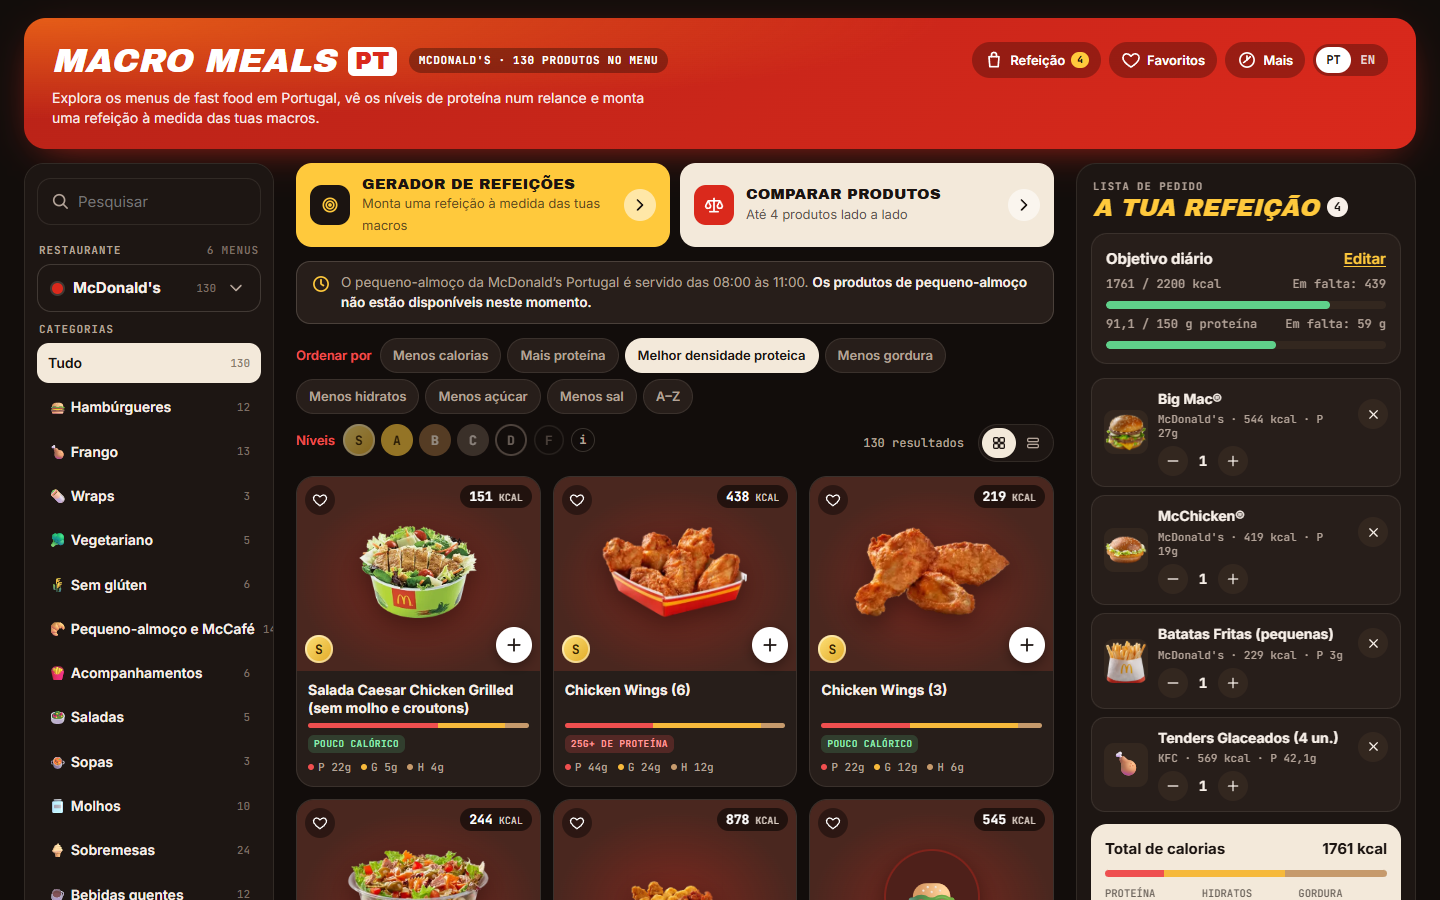 MACRO MEALS PT
MCDONALD'S · 130 PRODUTOS NO MENU
Refeição 4
Favoritos
Mais
PT
EN
Explora os menus de fast food em Portugal, vê os níveis de proteína num relance e monta
uma refeição à medida das tuas macros.
Pesquisar
RESTAURANTE
6 MENUS
McDonald's
130
CATEGORIAS
Tudo
130
Hambúrgueres
12
Frango
13
Wraps
3
Vegetariano
5
Sem glúten
6
Pequeno-almoço e McCafé
Acompanhamentos
6
Saladas
5
Sopas
3
Molhos
10
Sobremesas
24
Bebidas quentes
12
GERADOR DE REFEIÇÕES
Monta uma refeição à medida das tuas
macros
COMPARAR PRODUTOS
Até 4 produtos lado a lado
O pequeno-almoço da McDonald's Portugal é servido das 08:00 às 11:00. Os produtos de pequeno-almoço
não estão disponíveis neste momento.
Ordenar por
Menos calorias
Mais proteína
Melhor densidade proteica
Menos gordura
Menos hidratos
Menos açúcar
Menos sal
A–Z
Níveis
S
A
B
C
D
F
i
130 resultados
151 KCAL
S
Salada Caesar Chicken Grilled
(sem molho e croutons)
POUCO CALÓRICO
P 22g
G 5g
H 4g
438 KCAL
S
Chicken Wings (6)
25G+ DE PROTEÍNA
P 44g
G 24g
H 12g
219 KCAL
S
Chicken Wings (3)
POUCO CALÓRICO
P 22g
G 12g
H 6g
244 KCAL
878 KCAL
545 KCAL
LISTA DE PEDIDO
A TUA REFEIÇÃO 4
Objetivo diário
Editar
1761 / 2200 kcal
Em falta: 439
91,1 / 150 g proteína
Em falta: 59 g
Big Mac®
McDonald's · 544 kcal · P
27g
1
McChicken®
McDonald's · 419 kcal · P
19g
1
Batatas Fritas (pequenas)
McDonald's · 229 kcal · P 3g
1
Tenders Glaceados (4 un.)
KFC · 569 kcal · P 42,1g
1
Total de calorias
1761 kcal
PROTEÍNA
HIDRATOS
GORDURA